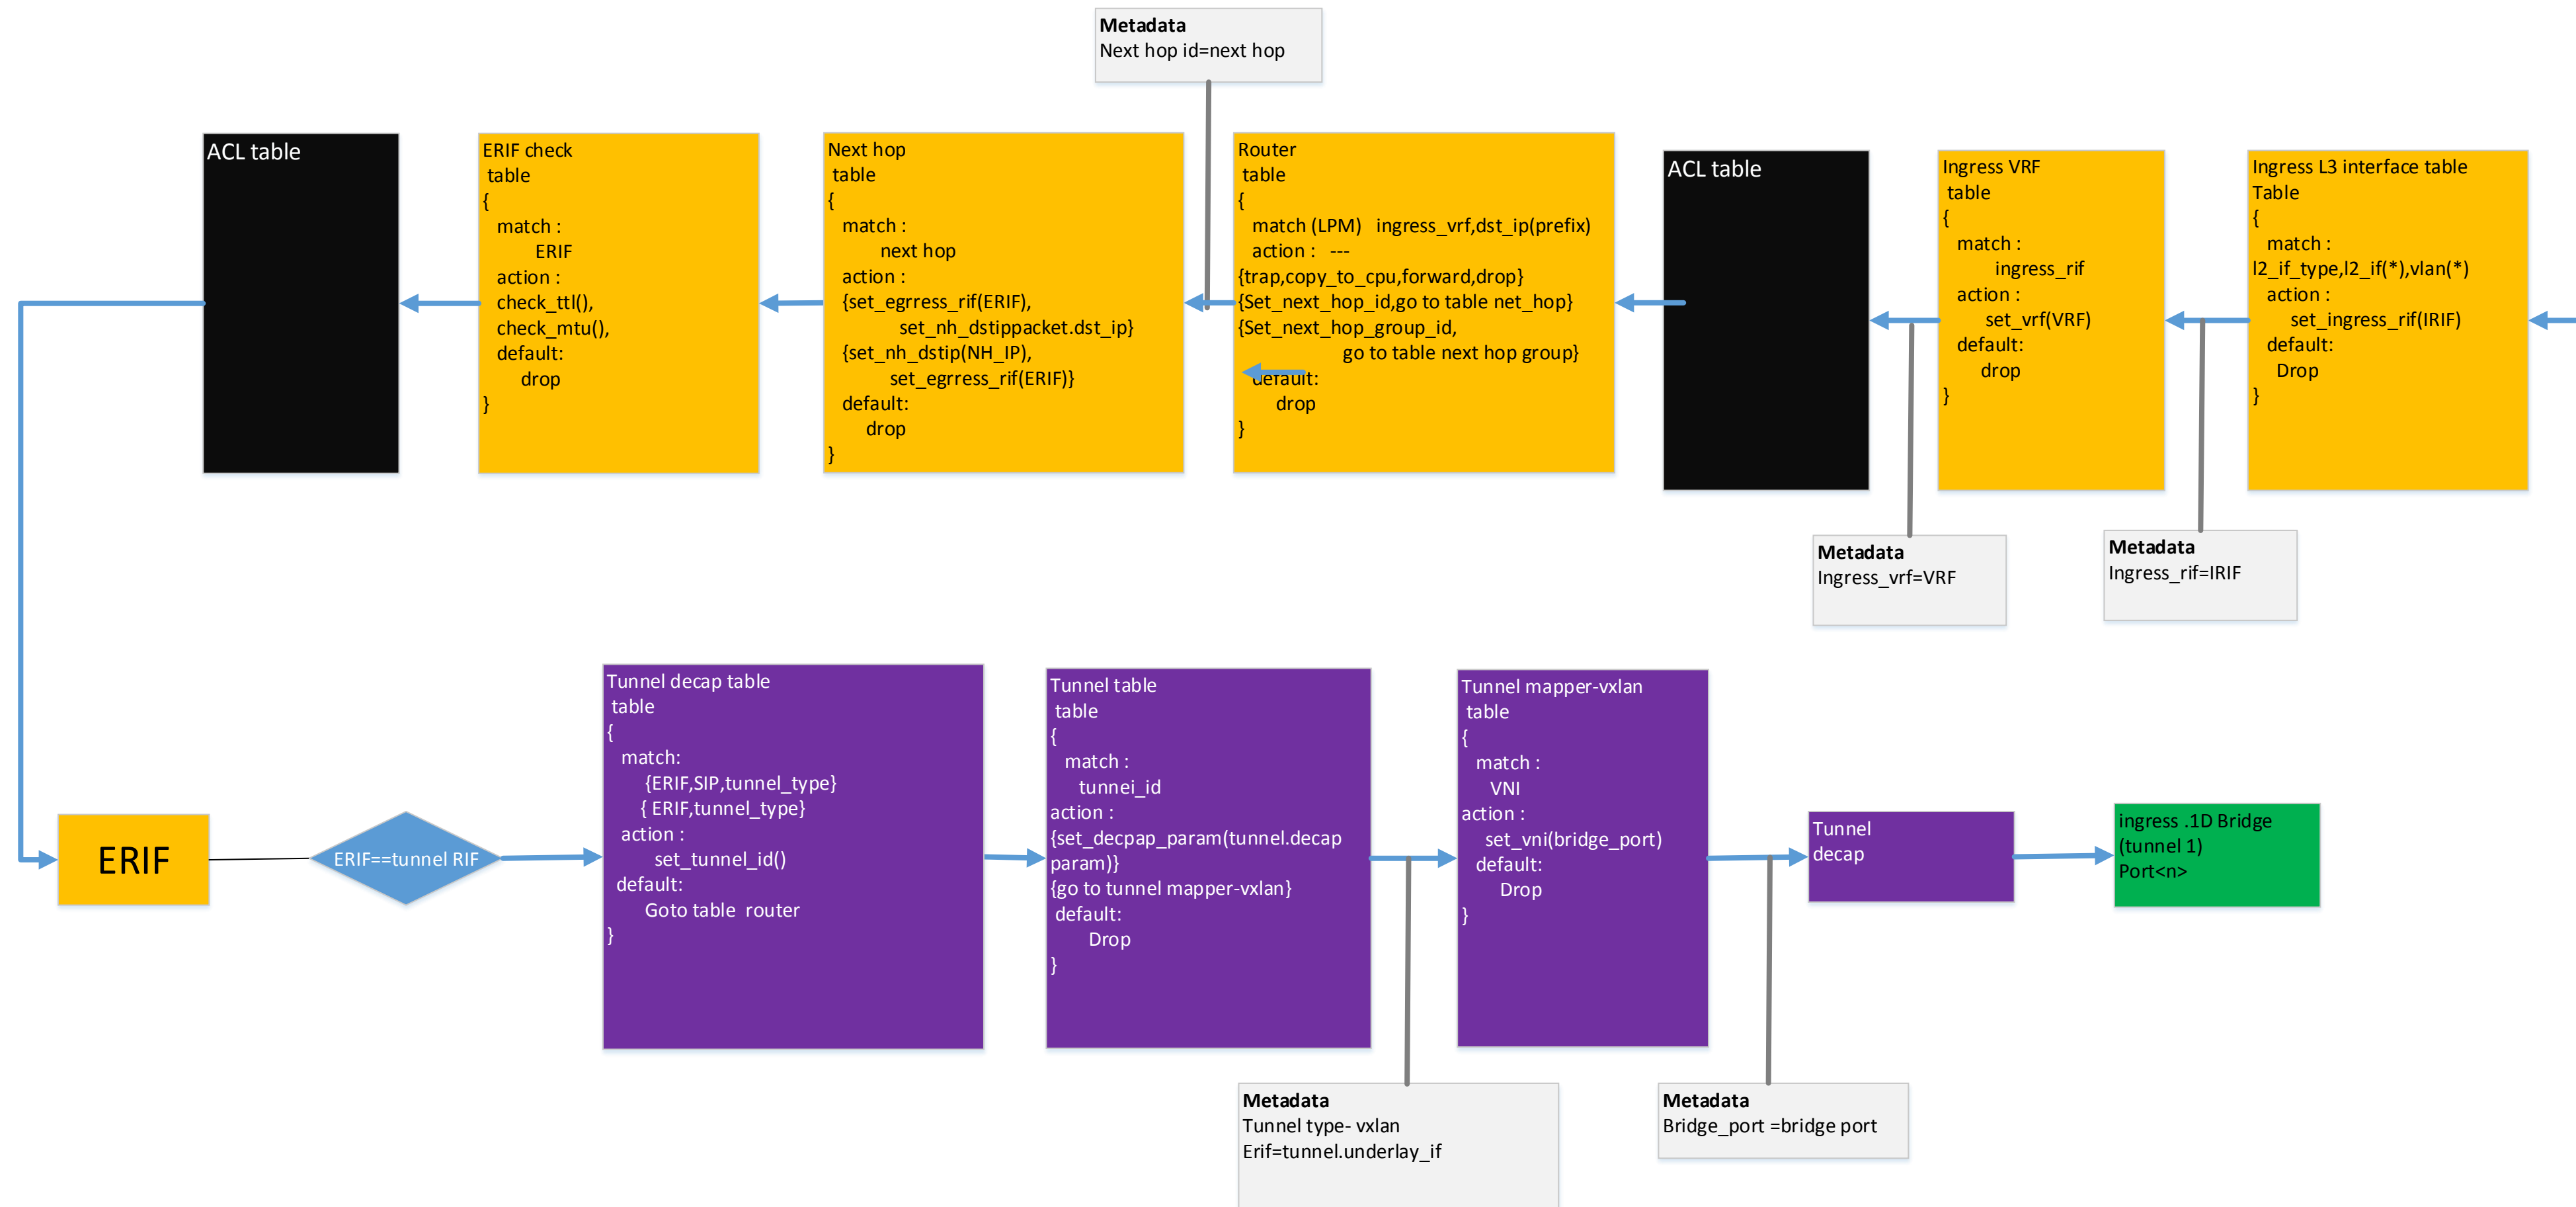 Metadata
Next hop id=next hop
ACL table
ERIF check
table
{
match :
ERIF
action :
check_ttl(),
check_mtu(),
default:
drop
}
Next hop
table
{
match :
next hop
action :
{set_egrress_rif(ERIF),
set_nh_dstippacket.dst_ip}
{set_nh_dstip(NH_IP),
set_egrress_rif(ERIF)}
default:
drop
}
Router
table
{
match (LPM) ingress_vrf,dst_ip(prefix)
action : ---
{trap,copy_to_cpu,forward,drop}
{Set_next_hop_id,go to table net_hop}
{Set_next_hop_group_id,
go to table next hop group}
default:
drop
}
ACL table
Ingress VRF
table
{
match :
ingress_rif
action :
set_vrf(VRF)
default:
drop
}
Ingress L3 interface table
Table
{
match :
l2_if_type,l2_if(*),vlan(*)
action :
set_ingress_rif(IRIF)
default:
Drop
}
Metadata
Ingress_vrf=VRF
Metadata
Ingress_rif=IRIF
ERIF
ERIF==tunnel RIF
Tunnel decap table
table
{
match:
{ERIF,SIP,tunnel_type}
{ ERIF,tunnel_type}
action :
set_tunnel_id()
default:
Goto table router
}
Tunnel table
table
{
match :
tunnei_id
action :
{set_decpap_param(tunnel.decap
param)}
{go to tunnel mapper-vxlan}
default:
Drop
}
Tunnel mapper-vxlan
table
{
match :
VNI
action :
set_vni(bridge_port)
default:
Drop
}
Tunnel
decap
ingress .1D Bridge
(tunnel 1)
Port<n>
Metadata
Tunnel type- vxlan
Erif=tunnel.underlay_if
Metadata
Bridge_port =bridge port